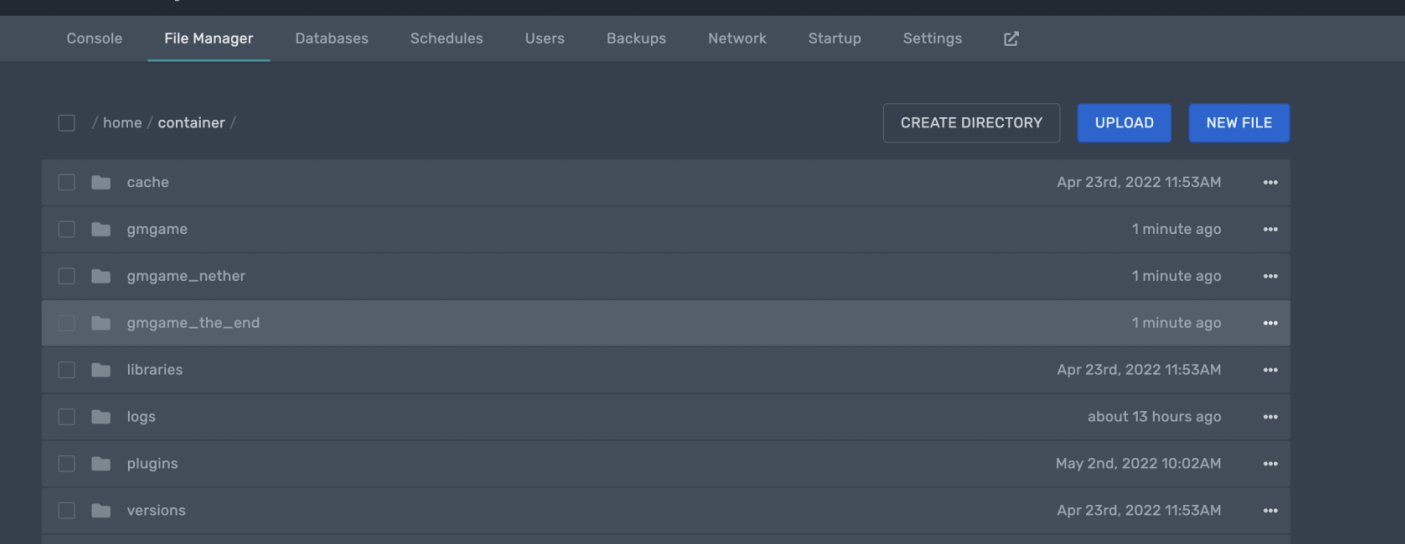 Console File Manager Databases Schedules Users Backups Network Startup Settings
/ home / container / CREATE DIRECTORY UPLOAD NEW FILE
cache Apr 23rd, 2022 11:53AM
gmgame 1 minute ago
gmgame_nether 1 minute ago
gmgame_the_end 1 minute ago
libraries Apr 23rd, 2022 11:53AM
logs about 13 hours ago
plugins May 2nd, 2022 10:02AM
versions Apr 23rd, 2022 11:53AM